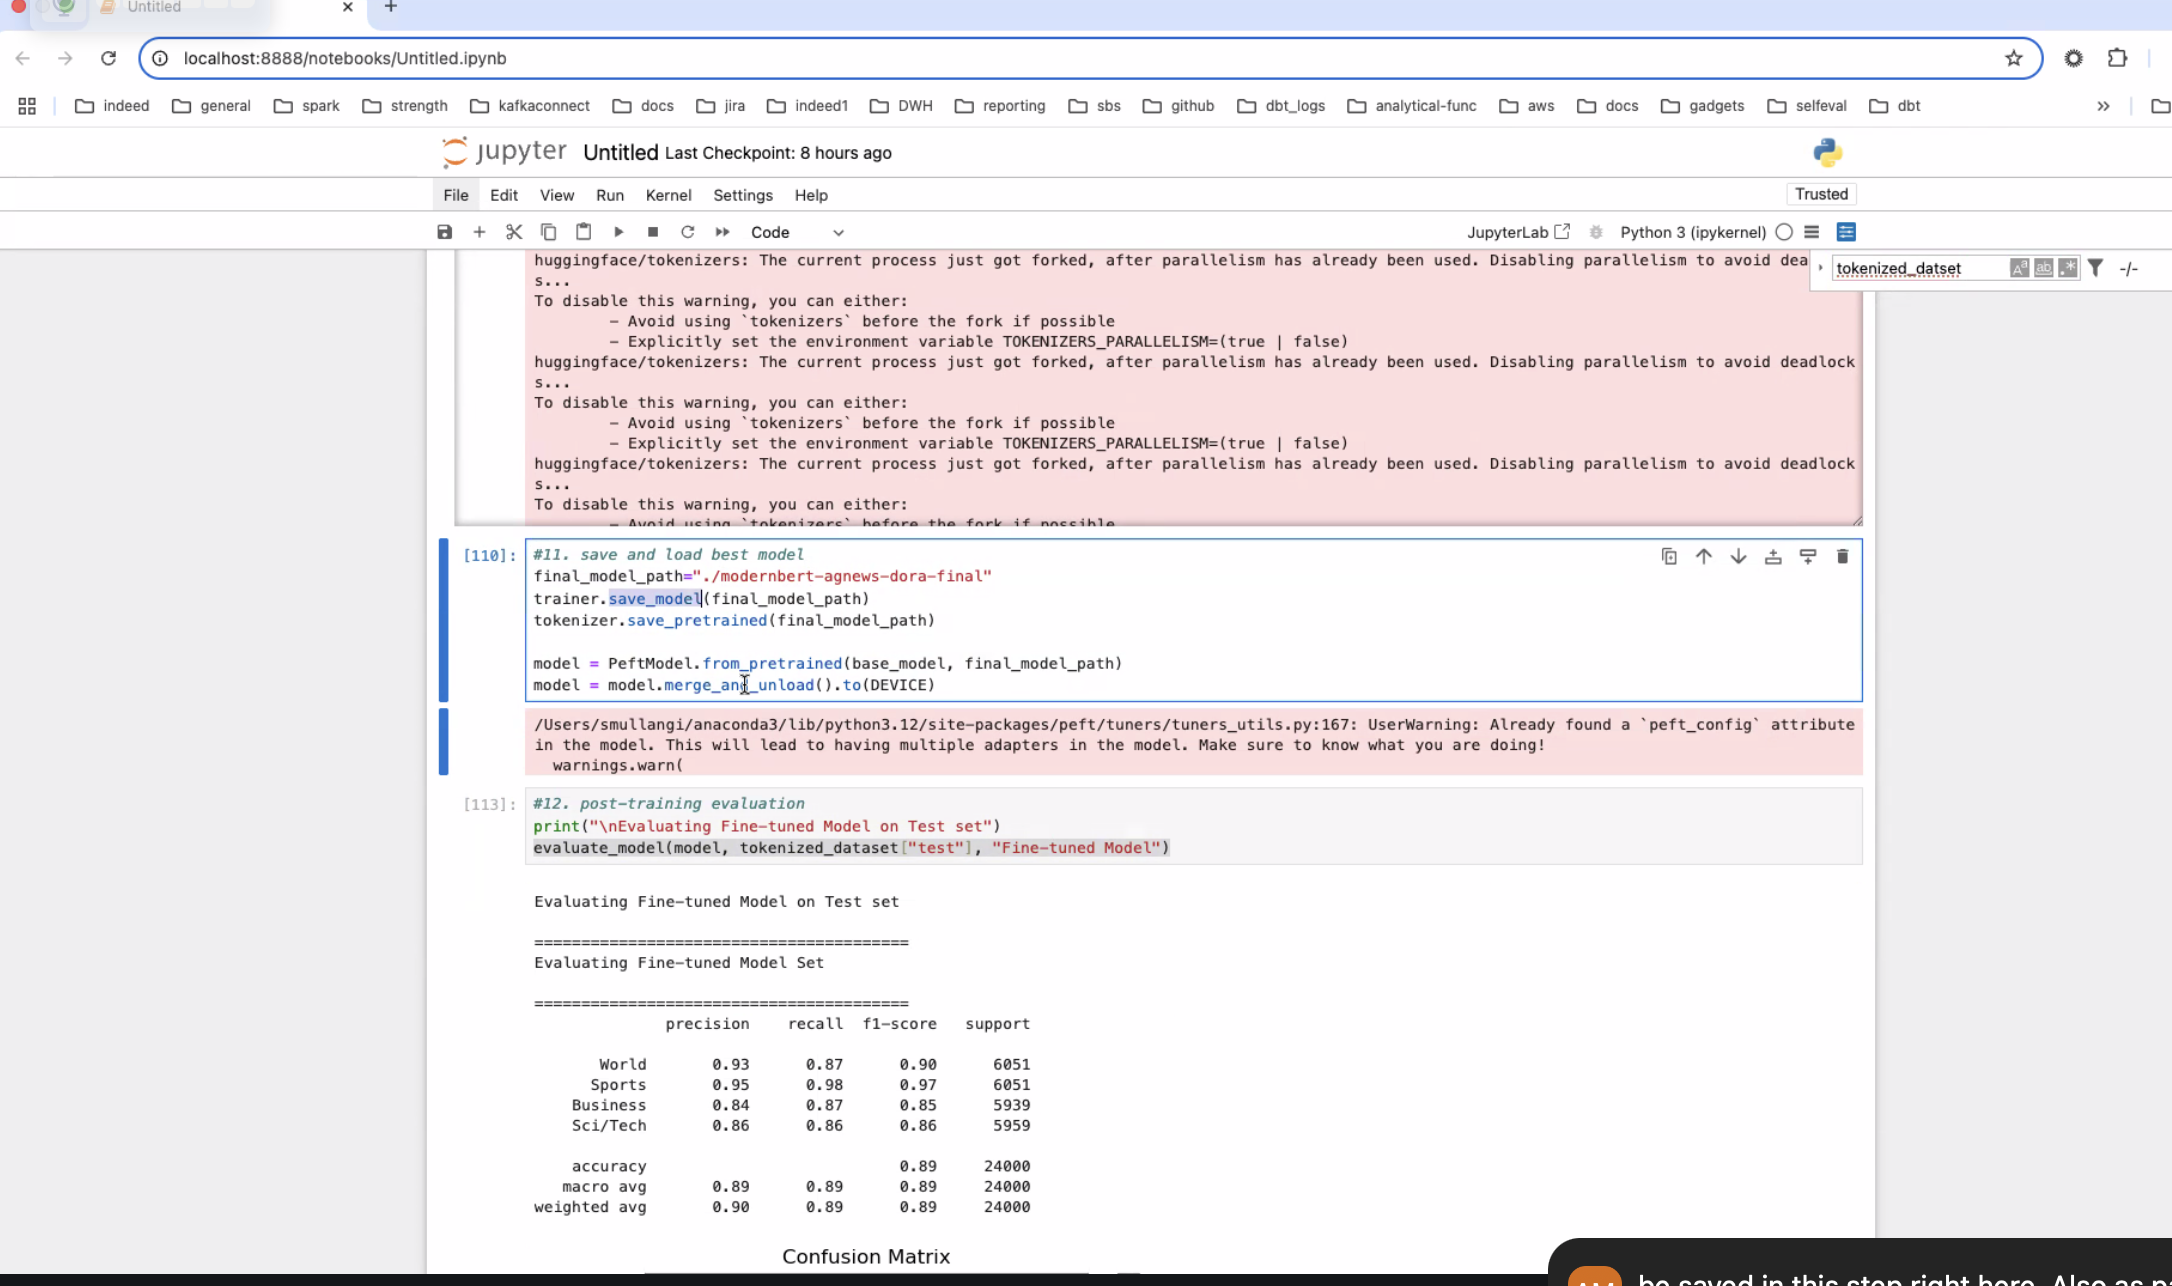 Untitled
localhost:8888/notebooks/Untitled.ipynb
indeed general spark strength kafkaconnect docs jira indeed1 DWH reporting sbs github dbt_logs analytical-func aws docs gadgets selfeval dbt
jupyter Untitled Last Checkpoint: 8 hours ago
File Edit View Run Kernel Settings Help Trusted
Code JupyterLab Python 3 (ipykernel)
tokenized_datset -/-
huggingface/tokenizers: The current process just got forked, after parallelism has already been used. Disabling parallelism to avoid dea
s...
To disable this warning, you can either:
- Avoid using `tokenizers` before the fork if possible
- Explicitly set the environment variable TOKENIZERS_PARALLELISM=(true | false)
huggingface/tokenizers: The current process just got forked, after parallelism has already been used. Disabling parallelism to avoid deadlock
s...
To disable this warning, you can either:
- Avoid using `tokenizers` before the fork if possible
- Explicitly set the environment variable TOKENIZERS_PARALLELISM=(true | false)
huggingface/tokenizers: The current process just got forked, after parallelism has already been used. Disabling parallelism to avoid deadlock
s...
To disable this warning, you can either:
- Avoid using `tokenizers` before the fork if possible
[110]: #11. save and load best model
final_model_path="./modernbert-agnews-dora-final"
trainer.save_model(final_model_path)
tokenizer.save_pretrained(final_model_path)
model = PeftModel.from_pretrained(base_model, final_model_path)
model = model.merge_and_unload().to(DEVICE)
/Users/smullangi/anaconda3/lib/python3.12/site-packages/peft/tuners/tuners_utils.py:167: UserWarning: Already found a `peft_config` attribute
in the model. This will lead to having multiple adapters in the model. Make sure to know what you are doing!
warnings.warn(
[113]: #12. post-training evaluation
print("\nEvaluating Fine-tuned Model on Test set")
evaluate_model(model, tokenized_dataset["test"], "Fine-tuned Model")
Evaluating Fine-tuned Model on Test set
========================================
Evaluating Fine-tuned Model Set
========================================
precision recall f1-score support
World 0.93 0.87 0.90 6051
Sports 0.95 0.98 0.97 6051
Business 0.84 0.87 0.85 5939
Sci/Tech 0.86 0.86 0.86 5959
accuracy 0.89 24000
macro avg 0.89 0.89 0.89 24000
weighted avg 0.90 0.89 0.89 24000
Confusion Matrix
be saved in this step right here. Also as